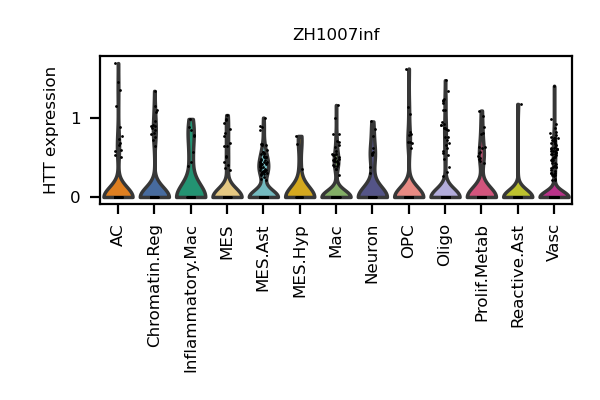 ZH1007inf
HTT expression
1
0
AC
Chromatin.Reg
Inflammatory.Mac
MES
MES.Ast
MES.Hyp
Mac
Neuron
OPC
Oligo
Prolif.Metab
Reactive.Ast
Vasc